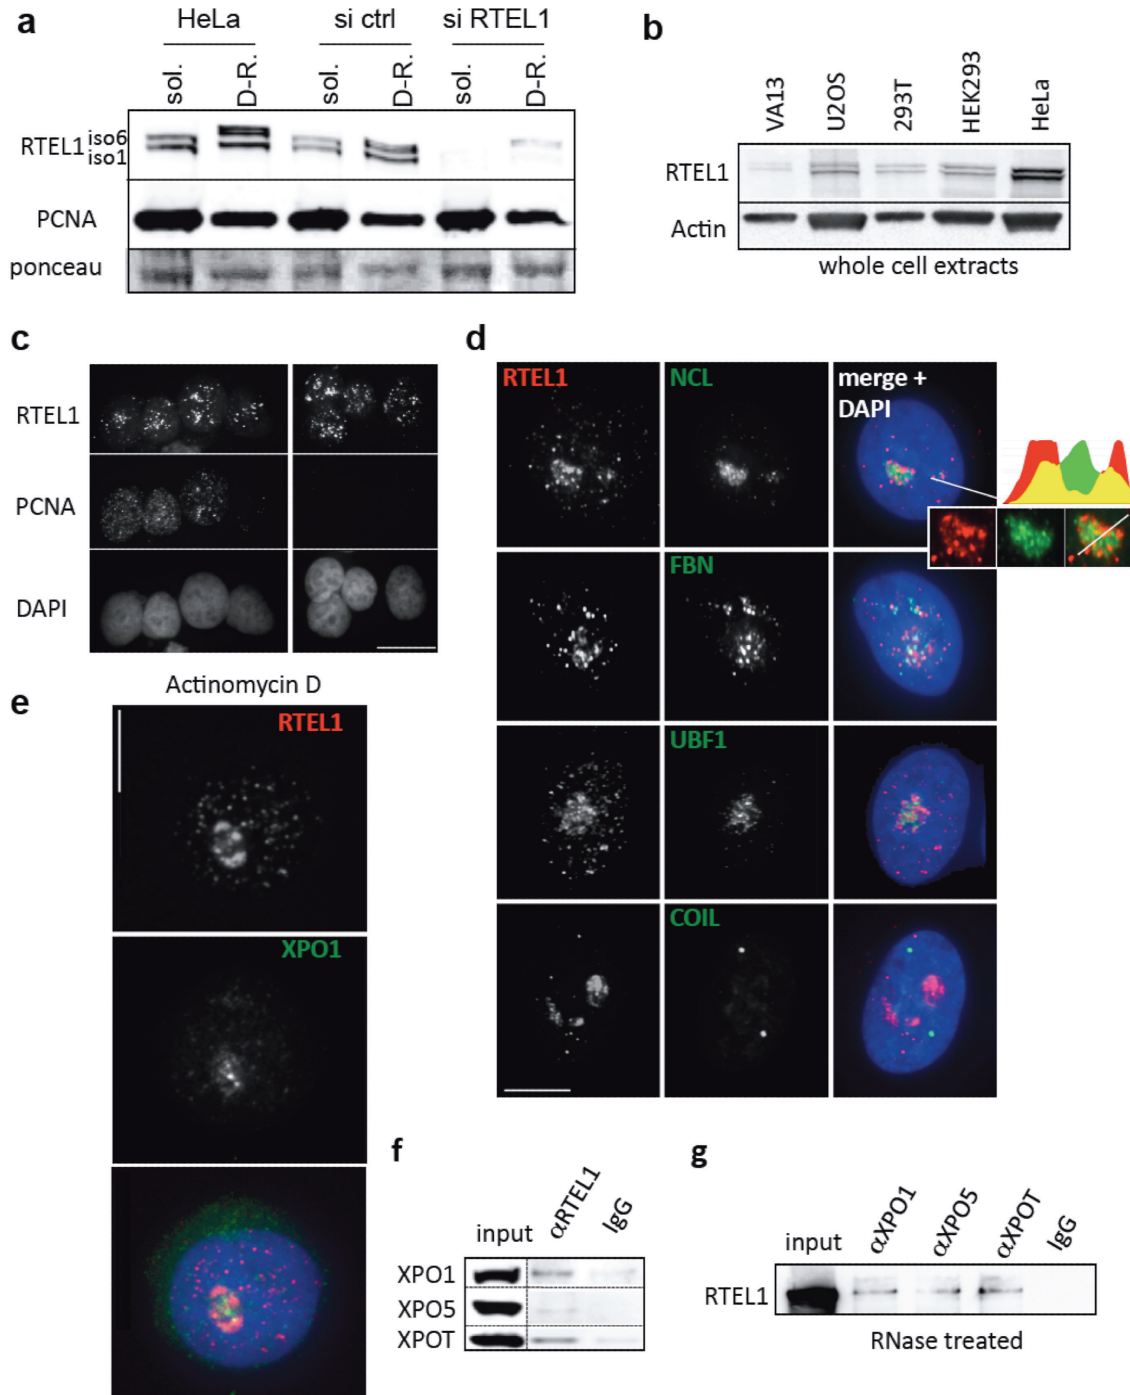 a
HeLa si ctrl si RTEL1
sol. D-R. sol. D-R. sol. D-R.
RTEL1 iso6
iso1
PCNA
ponceau
b
VA13 U2OS 293T HEK293 HeLa
RTEL1
Actin
whole cell extracts
c
RTEL1
PCNA
DAPI
d
RTEL1 NCL merge +
DAPI
FBN
UBF1
COIL
e
Actinomycin D
RTEL1
XPO1
f
input αRTEL1 IgG
XPO1
XPO5
XPOT
g
input αXPO1 αXPO5 αXPOT IgG
RTEL1
RNase treated